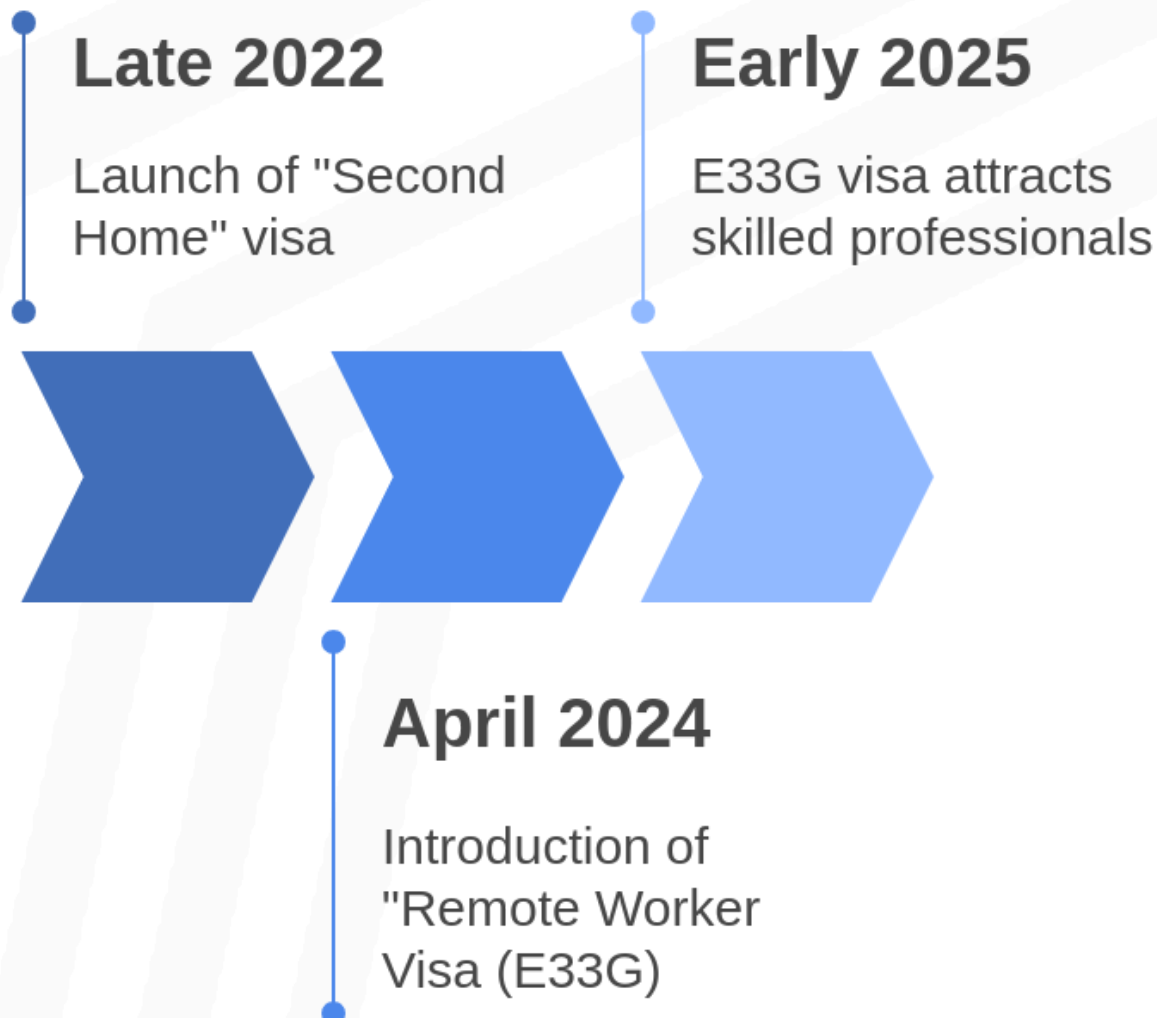 Late 2022
Launch of "Second
Home" visa
Early 2025
E33G visa attracts
skilled professionals
April 2024
Introduction of
"Remote Worker
Visa (E33G)